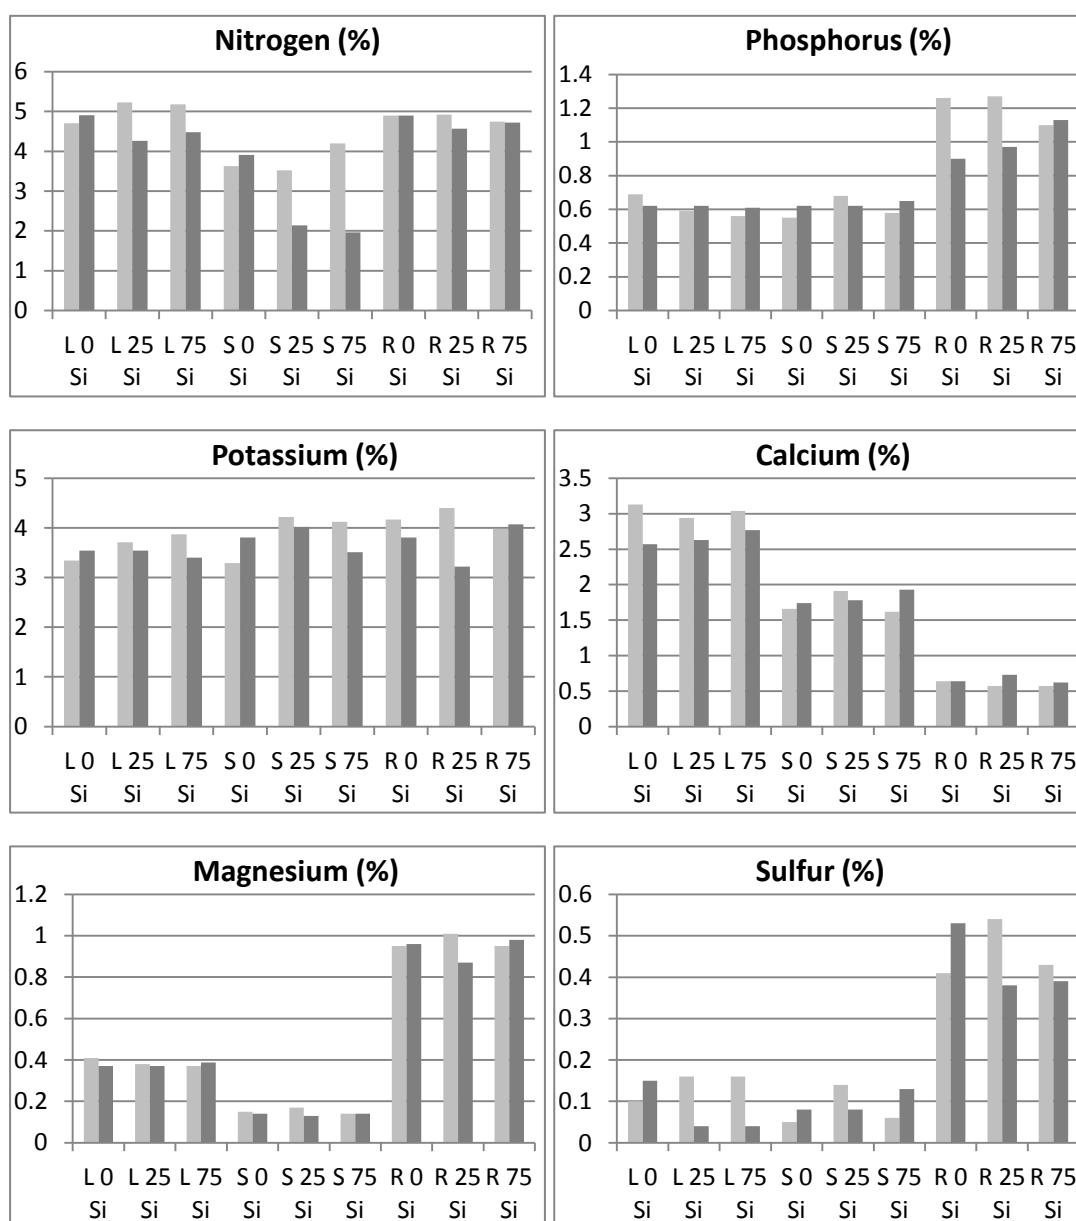 Nitrogen (%)
6
5
4
3
2
1
0
L 0 L 25 L 75 S 0 S 25 S 75 R 0 R 25 R 75
Si Si Si Si Si Si Si Si Si
Phosphorus (%)
1.4
1.2
1
0.8
0.6
0.4
0.2
0
L 0 L 25 L 75 S 0 S 25 S 75 R 0 R 25 R 75
Si Si Si Si Si Si Si Si Si
Potassium (%)
5
4
3
2
1
0
L 0 L 25 L 75 S 0 S 25 S 75 R 0 R 25 R 75
Si Si Si Si Si Si Si Si Si
Calcium (%)
3.5
3
2.5
2
1.5
1
0.5
0
L 0 L 25 L 75 S 0 S 25 S 75 R 0 R 25 R 75
Si Si Si Si Si Si Si Si Si
Magnesium (%)
1.2
1
0.8
0.6
0.4
0.2
0
L 0 L 25 L 75 S 0 S 25 S 75 R 0 R 25 R 75
Si Si Si Si Si Si Si Si Si
Sulfur (%)
0.6
0.5
0.4
0.3
0.2
0.1
0
L 0 L 25 L 75 S 0 S 25 S 75 R 0 R 25 R 75
Si Si Si Si Si Si Si Si Si